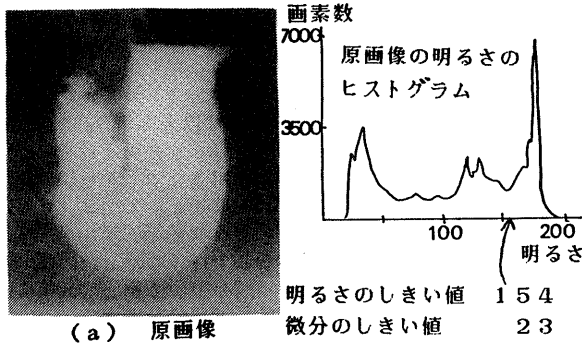 画素数
7000
原画像の明るさの
ヒストグラム
3500
100
200
明るさ
明るさのしきい値 154
微分のしきい値 23
(a) 原画像